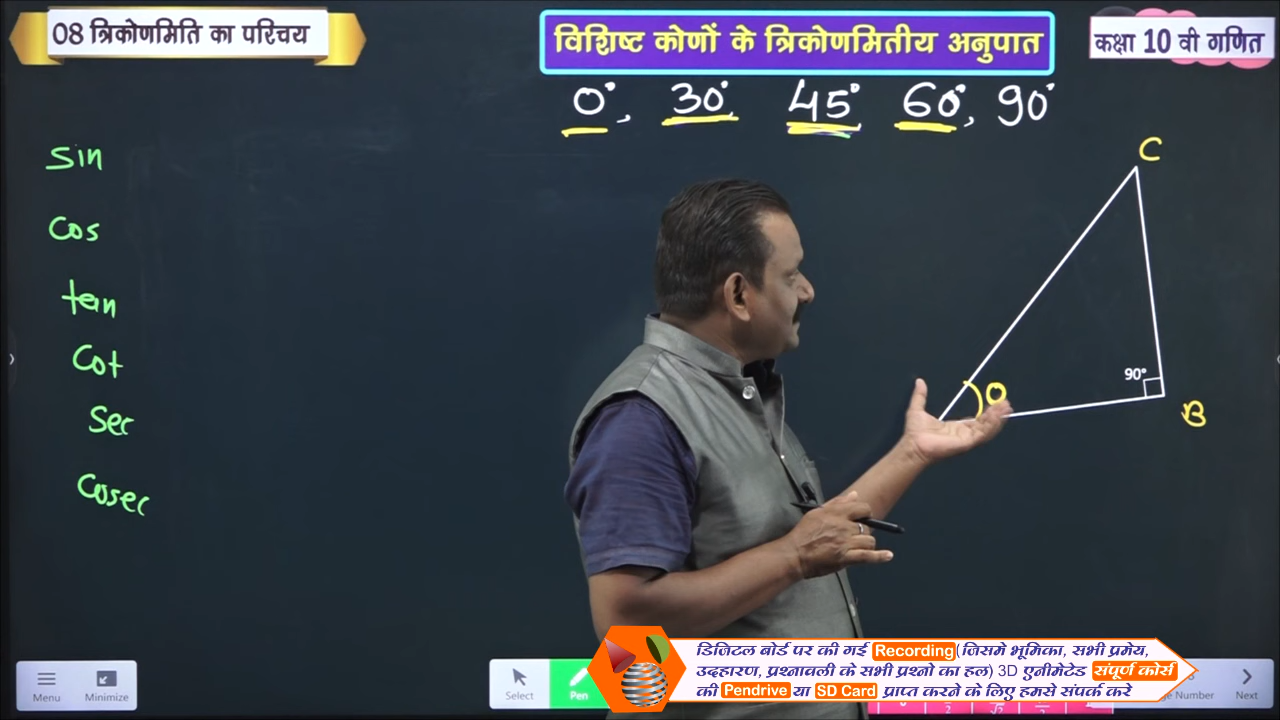 08 त्रिकोणमिति का परिचय
विशिष्ट कोणों के त्रिकोणमितीय अनुपात
कक्षा 10 वी गणित
0°, 30°, 45° 60°, 90°
sin
cos
tan
cot
sec
cosec
C
90°
θ
B
डिजिटल बोर्ड पर की गई Recording (जिसमे भूमिका, सभी प्रमेय,
उदहारण, प्रश्नावली के सभी प्रश्नो का हल) 3D एनीमेटेड संपूर्ण कोर्स
की Pendrive या SD Card प्राप्त करने के लिए हमसे संपर्क करे
Menu
Minimize
Select
Pen
Next